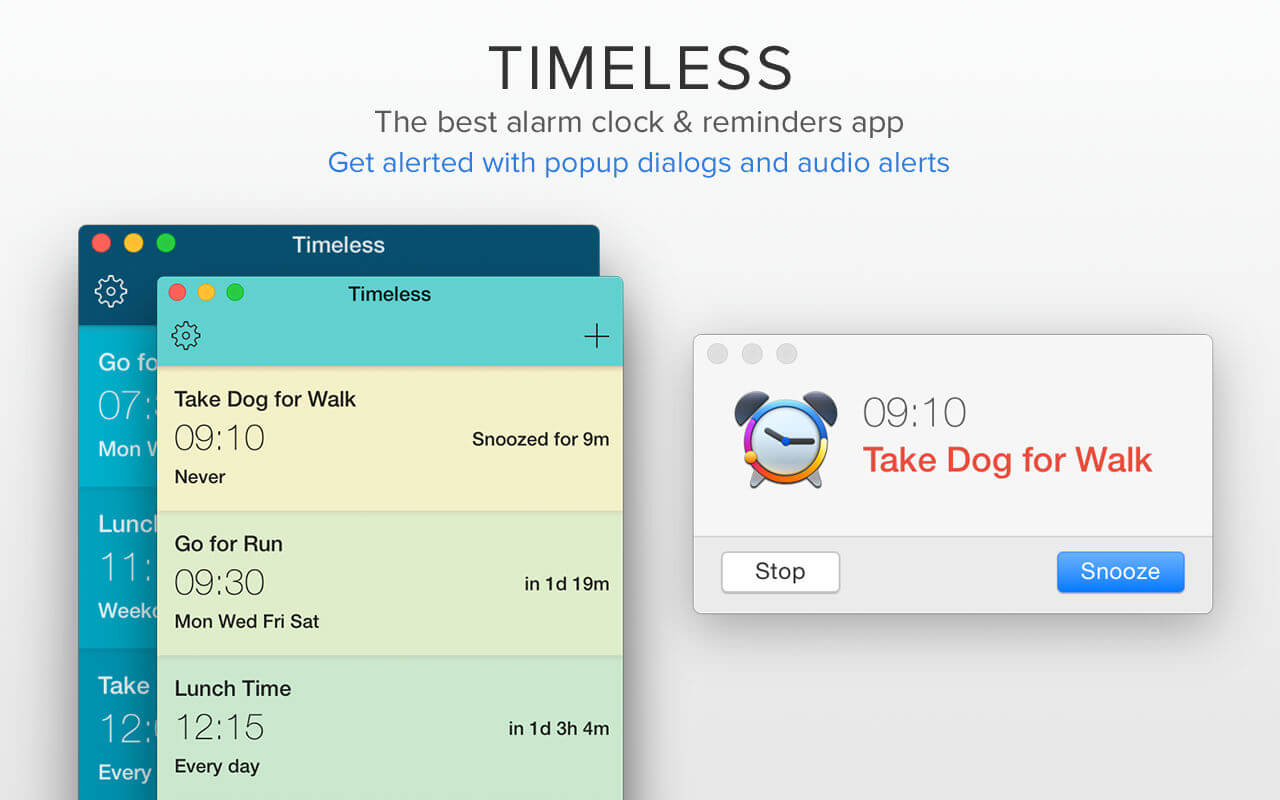 TIMELESS
The best alarm clock & reminders app
Get alerted with popup dialogs and audio alerts
Timeless
Go fo
07:
Mon W
Lunch
11:
Weekd
Take
12:
Every
Timeless
Take Dog for Walk
09:10
Snoozed for 9m
Never
Go for Run
09:30
in 1d 19m
Mon Wed Fri Sat
Lunch Time
12:15
in 1d 3h 4m
Every day
09:10
Take Dog for Walk
Stop
Snooze